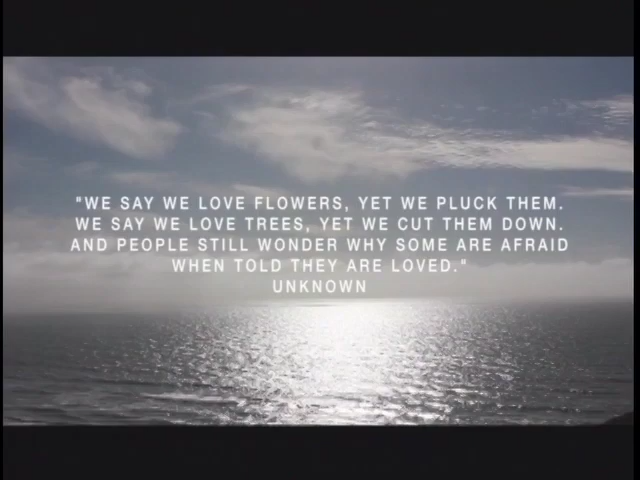 "WE SAY WE LOVE FLOWERS, YET WE PLUCK THEM.
WE SAY WE LOVE TREES, YET WE CUT THEM DOWN.
AND PEOPLE STILL WONDER WHY SOME ARE AFRAID
WHEN TOLD THEY ARE LOVED."
UNKNOWN